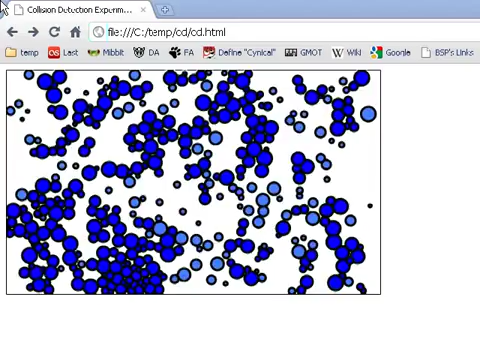 Collision Detection Experim...
file:///C:/temp/cd/cd.html
temp Last Mibbit DA FA Define "Cynical" GMOT Wiki Google BSP's Links